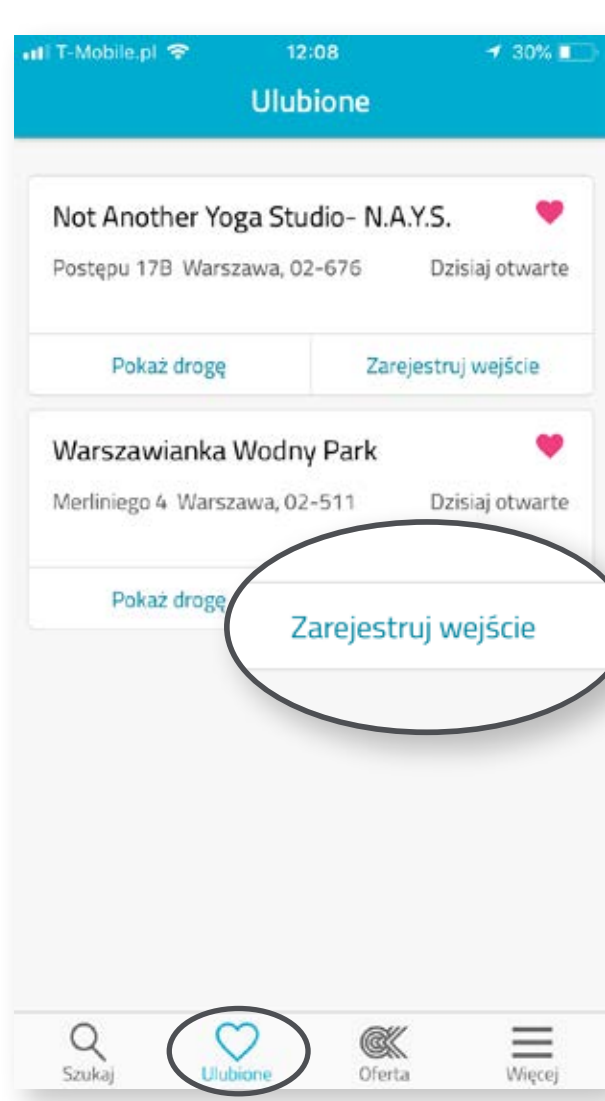 T-Mobile.pl 12:08 30%
Ulubione
Not Another Yoga Studio- N.A.Y.S.
Postępu 17B Warszawa, 02-676 Dzisiaj otwarte
Pokaż drogę Zarejestruj wejście
Warszawianka Wodny Park
Merliniego 4 Warszawa, 02-511 Dzisiaj otwarte
Pokaż drogę Zarejestruj wejście
Szukaj Ulubione Oferta Więcej